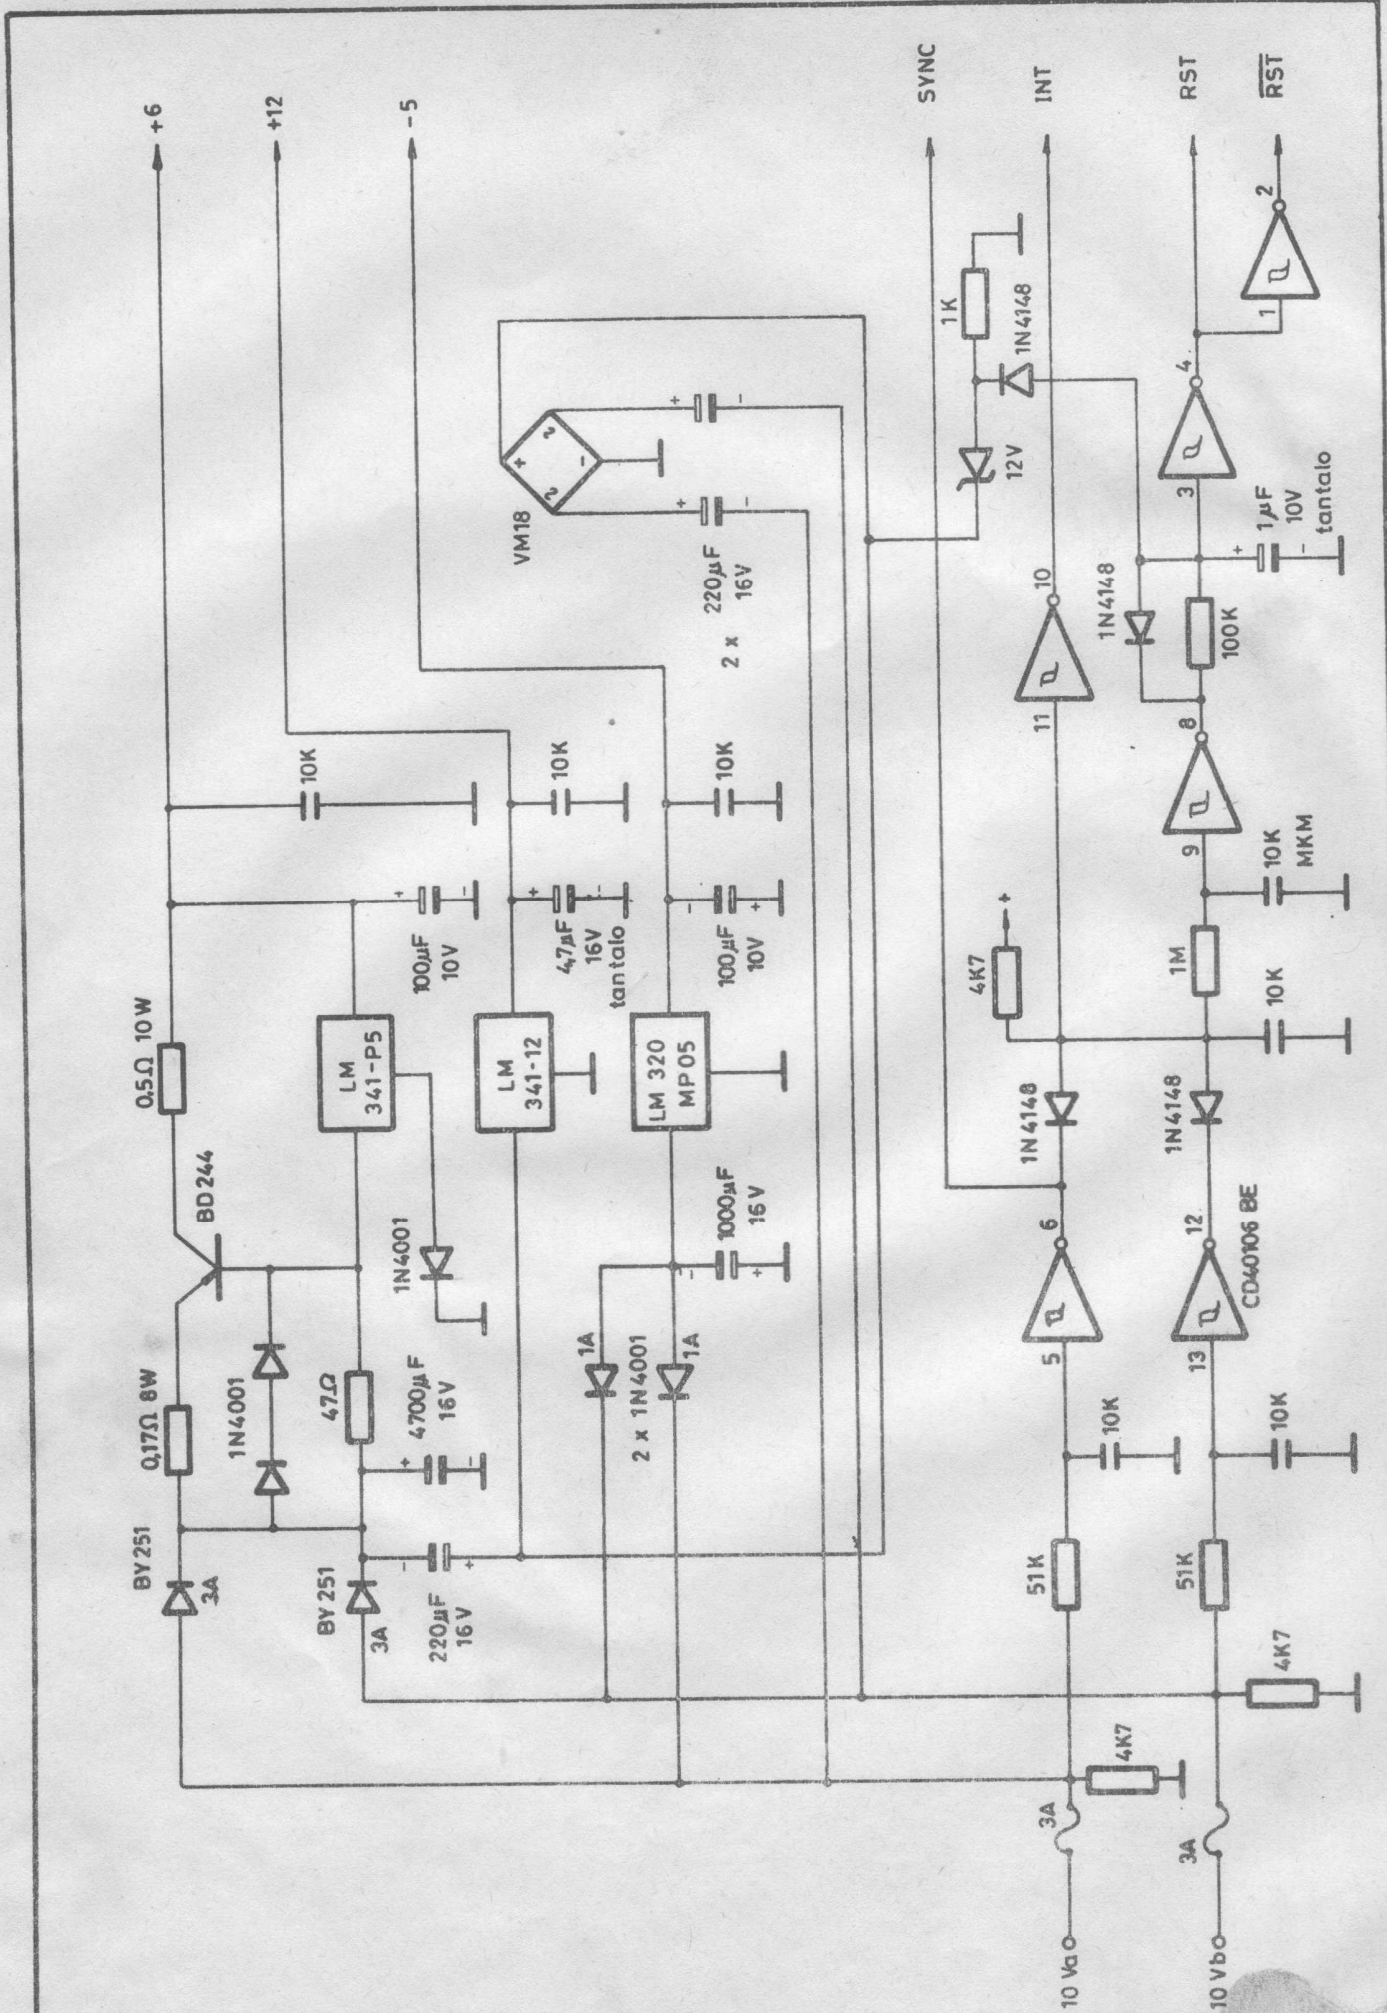 +6
+12
-5
SYNC
INT
RST
RST
0.5Ω 10W
BD244
0,17Ω 8W
BY251
3A
1N4001
47Ω
4700µF
16V
+
-
BY251
3A
220µF
16V
-
+
LM
341-P5
1N4001
100µF
10V
+
-
10K
LM
341-12
4,7µF
16V
tantalo
+
-
10K
LM 320
MP05
100µF
10V
-
+
10K
1000µF
16V
-
+
1A
2 x 1N4001
1A
VM18
+
~
~
-
+
-
+
-
220µF
16V
2 x
1K
1N4148
12V
10
11
4K7
+
1N4148
6
5
10K
51K
4K7
3A
10 Va
2
1
4
3
1µF
10V
tantalo
+
-
1N4148
100K
8
9
10K
MKM
1M
10K
1N4148
12
CD40106 BE
13
10K
51K
4K7
3A
10 Vb